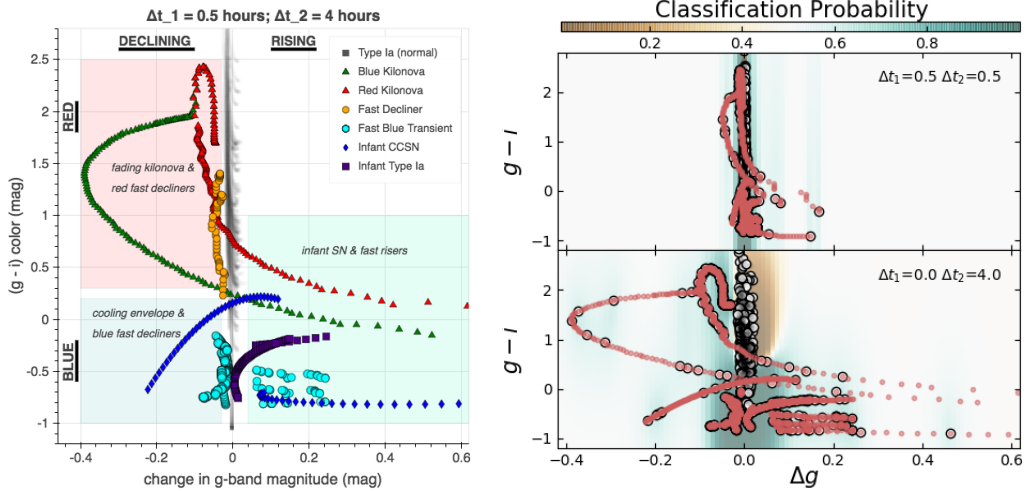 Δt_1 = 0.5 hours; Δt_2 = 4 hours
DECLINING
RISING
RED
BLUE
Type Ia (normal)
Blue Kilonova
Red Kilonova
Fast Decliner
Fast Blue Transient
Infant CCSN
Infant Type Ia
fading kilonova &
red fast decliners
infant SN & fast risers
cooling envelope &
blue fast decliners
(g - i) color (mag)
2.5
2
1.5
1
0.5
0
-0.5
-1
-0.4
-0.2
0
0.2
0.4
0.6
change in g-band magnitude (mag)
Classification Probability
0.2
0.4
0.6
0.8
Δt₁=0.5 Δt₂=0.5
g − i
2
1
0
−1
Δt₁=0.0 Δt₂=4.0
g − i
2
1
0
−1
−0.4
−0.2
0.0
0.2
0.4
0.6
Δg